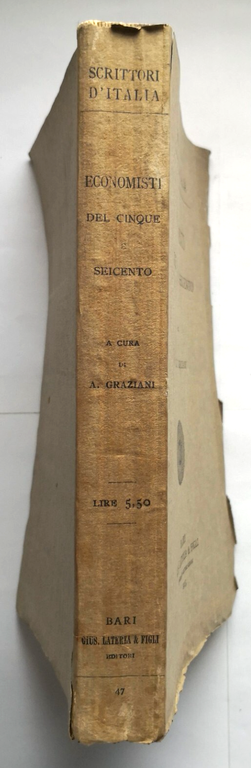 SCRITTORI
D'ITALIA
ECONOMISTI
DEL CINQUE
E
SEICENTO
A CURA
DI
A. GRAZIANI
LIRE 5,50
BARI
GIUS. LATERZA & FIGLI
EDITORI
47